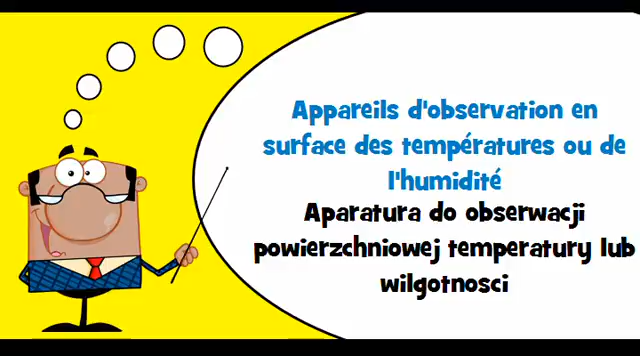 Appareils d'observation en
surface des températures ou de
l'humidité
Aparatura do obserwacji
powierzchniowej temperatury lub
wilgotnosci